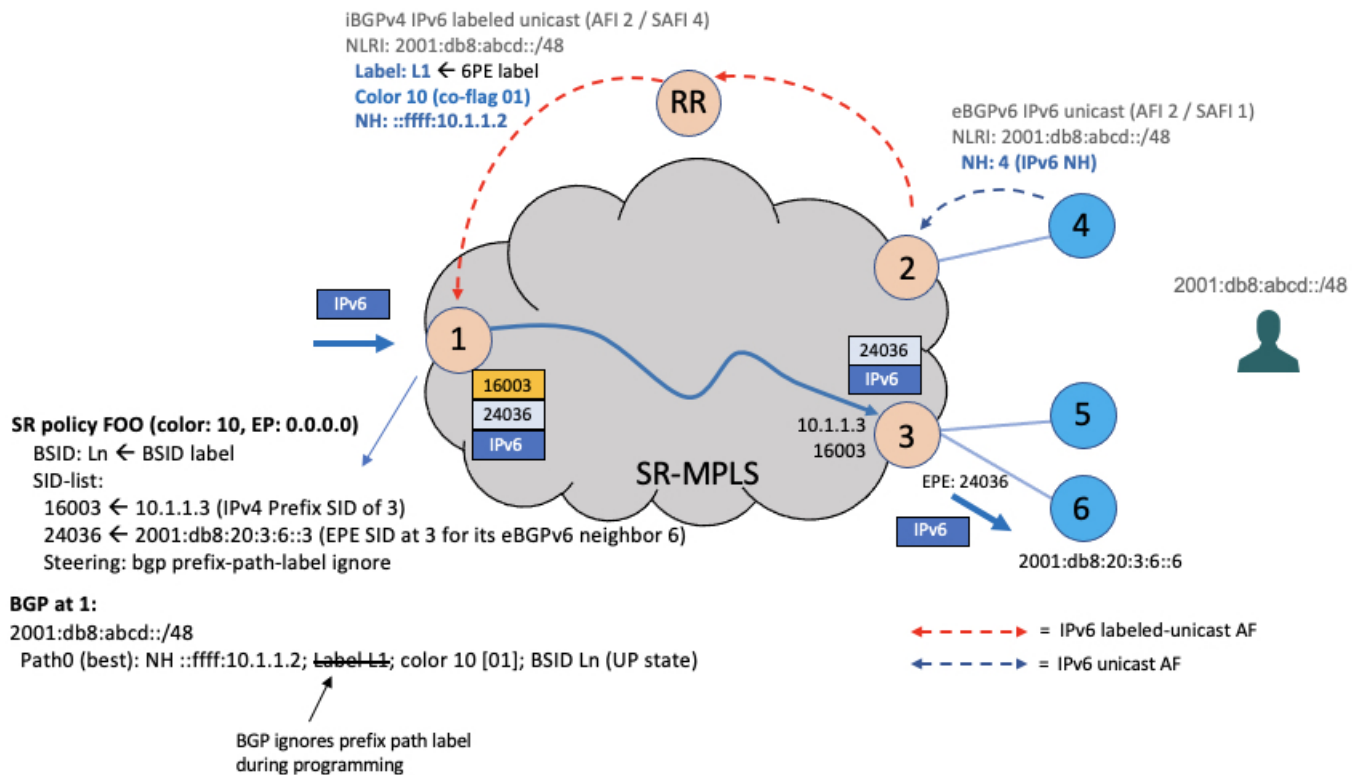 iBGPv4 IPv6 labeled unicast (AFI 2 / SAFI 4)
NLRI: 2001:db8:abcd::/48
Label: L1 ← 6PE label
Color 10 (co-flag 01)
NH: ::ffff:10.1.1.2
RR
eBGPv6 IPv6 unicast (AFI 2 / SAFI 1)
NLRI: 2001:db8:abcd::/48
NH: 4 (IPv6 NH)
4
2
2001:db8:abcd::/48
IPv6
1
16003
24036
IPv6
24036
IPv6
10.1.1.3
16003
3
5
6
SR-MPLS
EPE: 24036
IPv6
2001:db8:20:3:6::6
SR policy FOO (color: 10, EP: 0.0.0.0)
BSID: Ln ← BSID label
SID-list:
16003 ← 10.1.1.3 (IPv4 Prefix SID of 3)
24036 ← 2001:db8:20:3:6::3 (EPE SID at 3 for its eBGPv6 neighbor 6)
Steering: bgp prefix-path-label ignore
BGP at 1:
2001:db8:abcd::/48
Path0 (best): NH ::ffff:10.1.1.2; Label L1; color 10 [01]; BSID Ln (UP state)
BGP ignores prefix path label
during programming
= IPv6 labeled-unicast AF
= IPv6 unicast AF